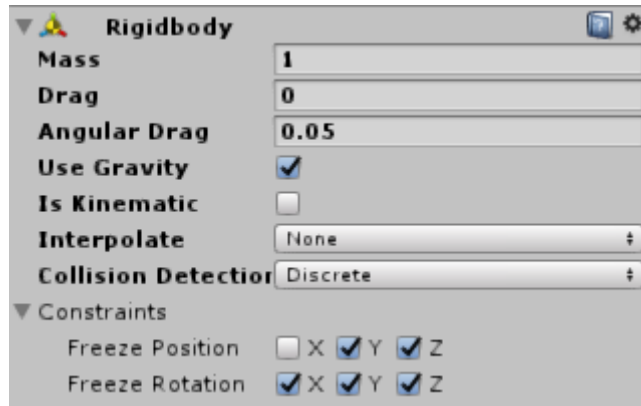 Rigidbody
Mass 1
Drag 0
Angular Drag 0.05
Use Gravity
Is Kinematic
Interpolate None
Collision Detection Discrete
Constraints
Freeze Position X Y Z
Freeze Rotation X Y Z